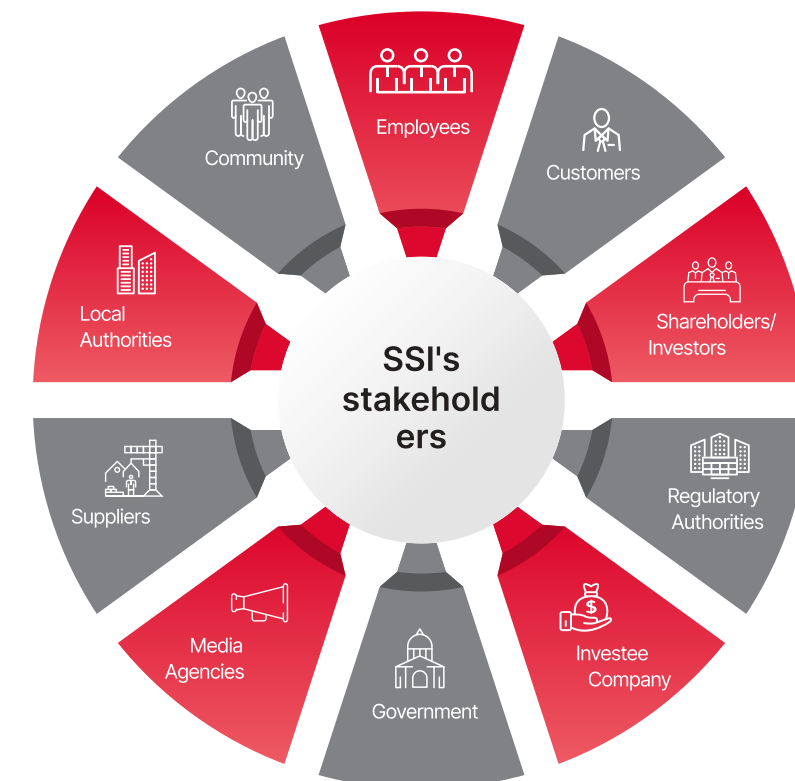 Employees
Community
Customers
Local
Authorities
Shareholders/
Investors
SSI's
stakehold
ers
Suppliers
Regulatory
Authorities
Media
Agencies
$
Investee
Company
Government